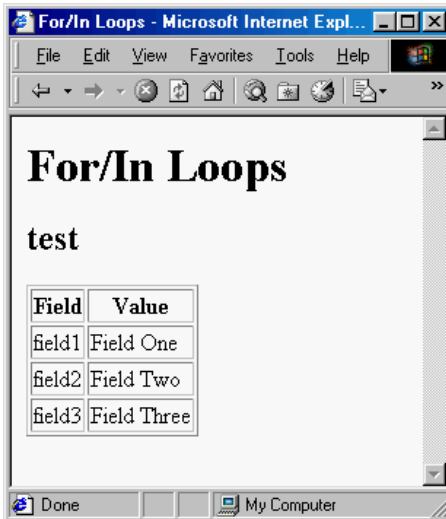 For/In Loops - Microsoft Internet Expl...
File Edit View Favorites Tools Help
»
For/In Loops
test
Field Value
field1 Field One
field2 Field Two
field3 Field Three
Done My Computer